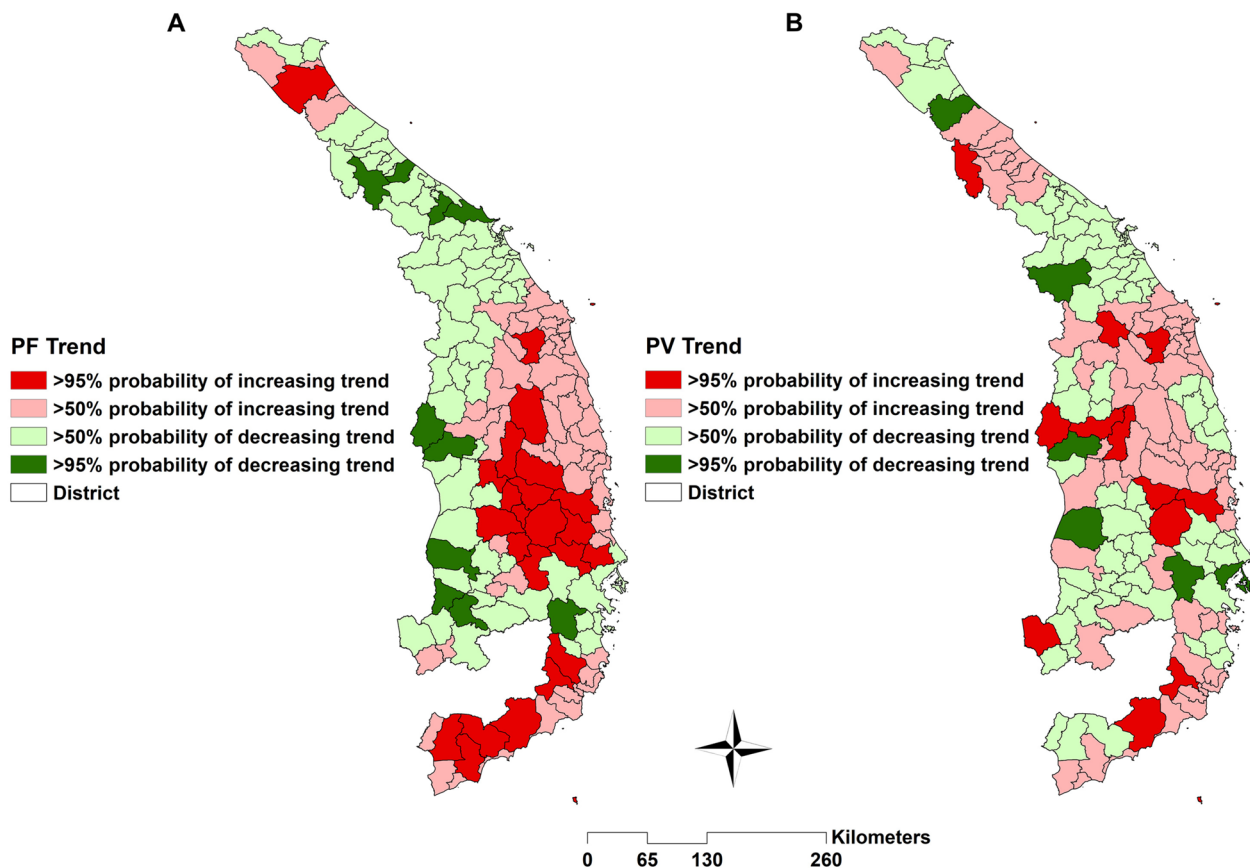 A
B
PF Trend
>95% probability of increasing trend
>50% probability of increasing trend
>50% probability of decreasing trend
>95% probability of decreasing trend
District
PV Trend
>95% probability of increasing trend
>50% probability of increasing trend
>50% probability of decreasing trend
>95% probability of decreasing trend
District
Kilometers
0 65 130 260